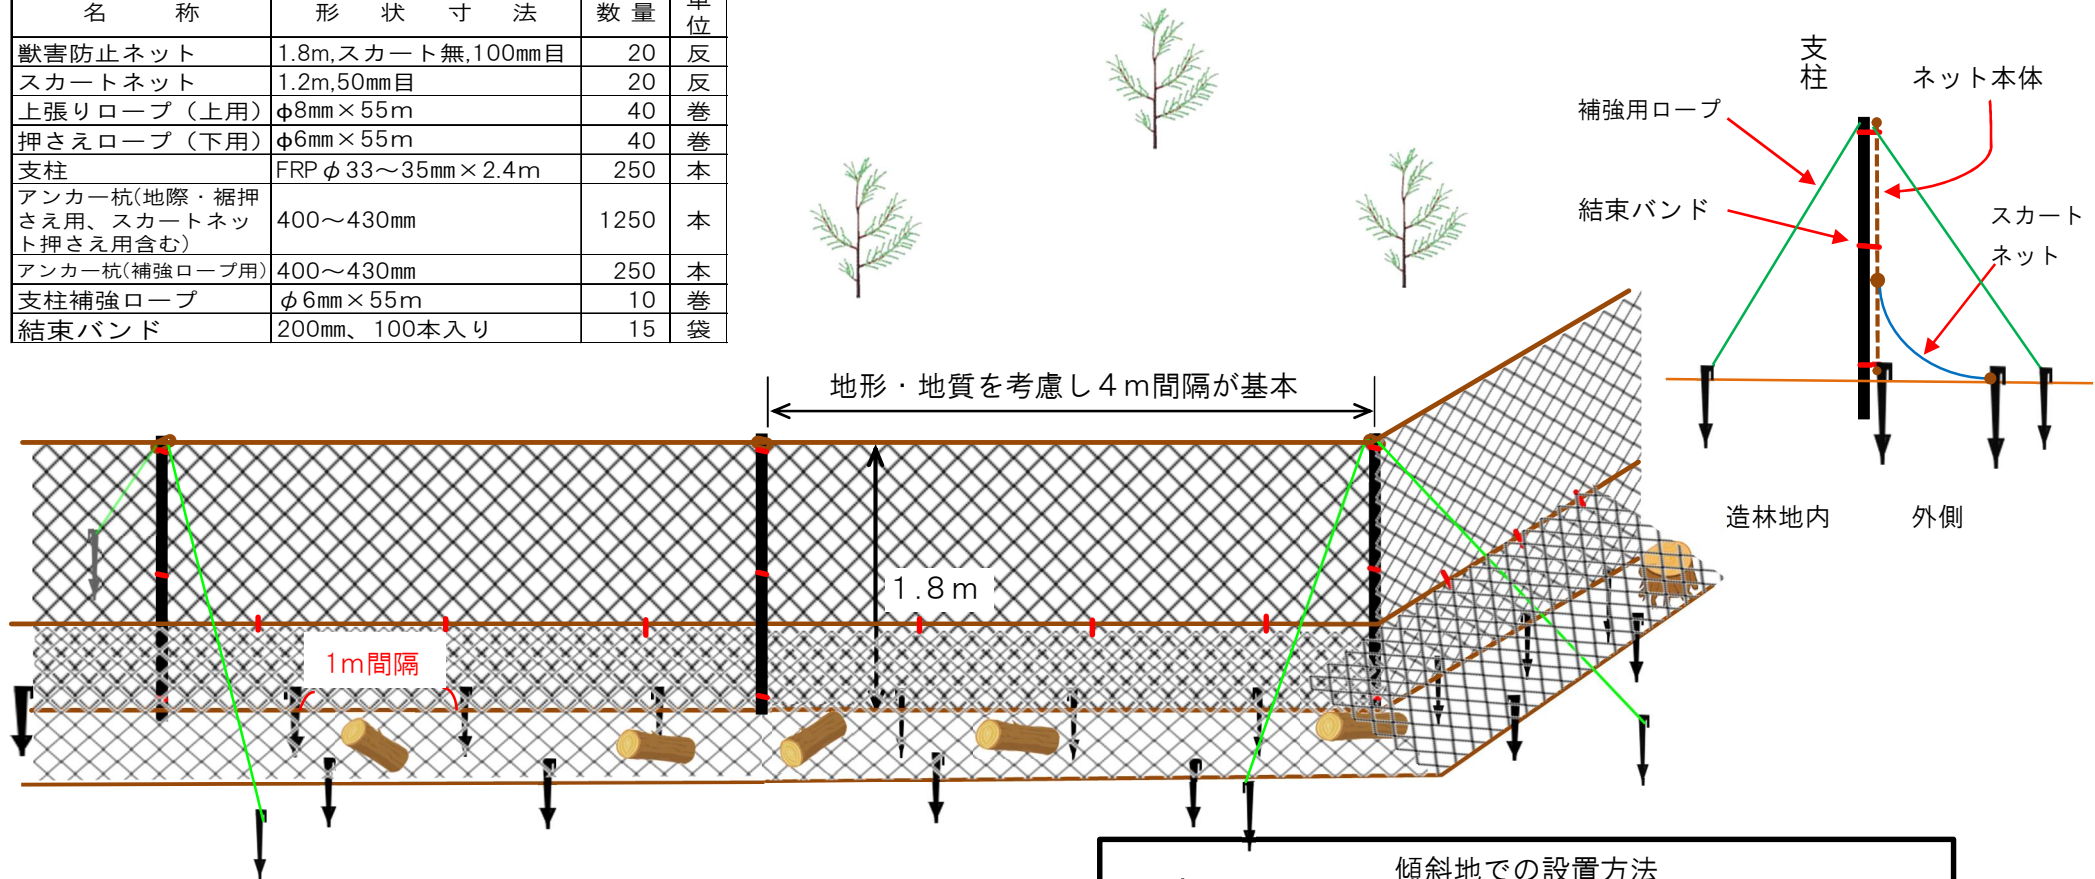 名 称 形 状 寸 法 数 量 単位
獣害防止ネット 1.8m,スカート無,100㎜目 20 反
スカートネット 1.2m,50㎜目 20 反
上張りロープ（上用） φ8㎜×55m 40 巻
押さえロープ（下用） φ6㎜×55m 40 巻
支柱 FRPφ33～35㎜×2.4m 250 本
アンカー杭(地際・裾押
さえ用、スカートネッ
ト押さえ用含む) 400～430㎜ 1250 本
アンカー杭(補強ロープ用) 400～430㎜ 250 本
支柱補強ロープ φ6㎜×55m 10 巻
結束バンド 200㎜、100本入り 15 袋
支柱
ネット本体
補強用ロープ
結束バンド
スカート
ネット
造林地内 外側
地形・地質を考慮し４ｍ間隔が基本
1.8ｍ
1ｍ間隔
傾斜地での設置方法